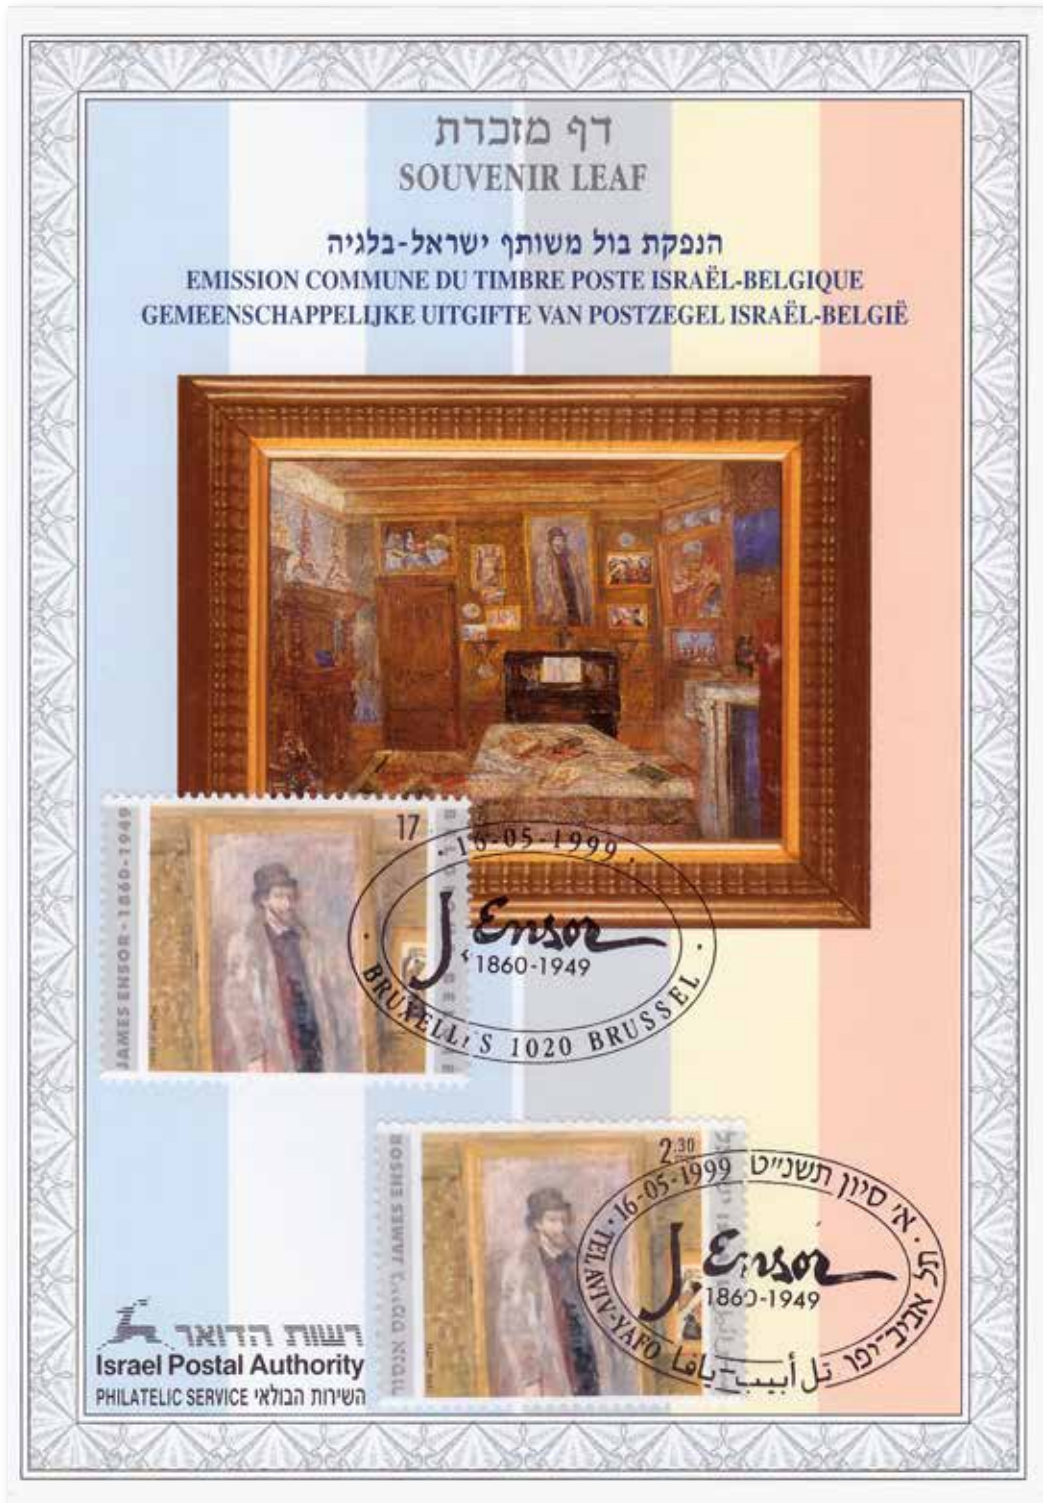 דף מזכרת
SOUVENIR LEAF
הנפקת בול משותף ישראל-בלגיה
EMISSION COMMUNE DU TIMBRE POSTE ISRAËL-BELGIQUE
GEMEENSCHAPPELIJKE UITGIFTE VAN POSTZEGEL ISRAËL-BELGIË
17
JAMES ENSOR - 1860-1949
16-05-1999
J. Ensor
1860-1949
BRUXELLES 1020 BRUSSEL
2.30
JAMES ENSOR
ג'יימס אנסור
16-05-1999
א' סיון תשנ"ט
J. Ensor
1860-1949
TEL AVIV-YAFO
תל אביב-יפו
تل أبيب-يافا
רשות הדואר
Israel Postal Authority
PHILATELIC SERVICE השירות הבולאי